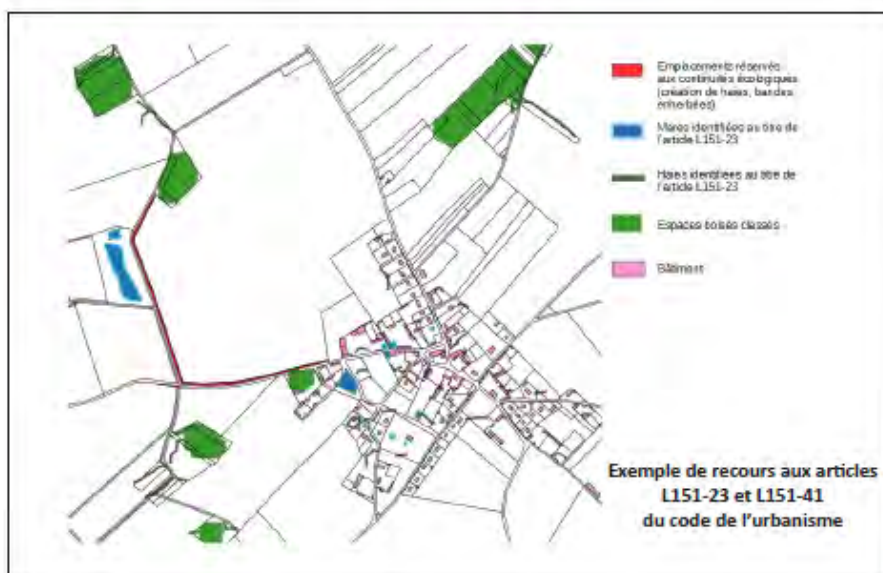 Emplacements réservés
aux continuités écologiques
(création de haies, bandes
enherbées)
Mares identifiées au titre de
l'article L151-23
Haies identifiées au titre de
l'article L151-23
Espaces boisés classés
Bâtiment
Exemple de recours aux articles
L151-23 et L151-41
du code de l'urbanisme